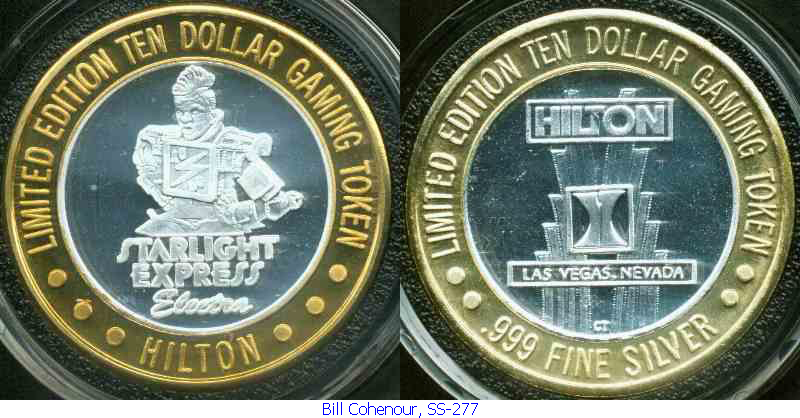 LIMITED EDITION TEN DOLLAR GAMING TOKEN
STARLIGHT
EXPRESS
Electra
HILTON
LIMITED EDITION TEN DOLLAR GAMING TOKEN
HILTON
LAS VEGAS, NEVADA
CT
.999 FINE SILVER
Bill Cohenour, SS-277